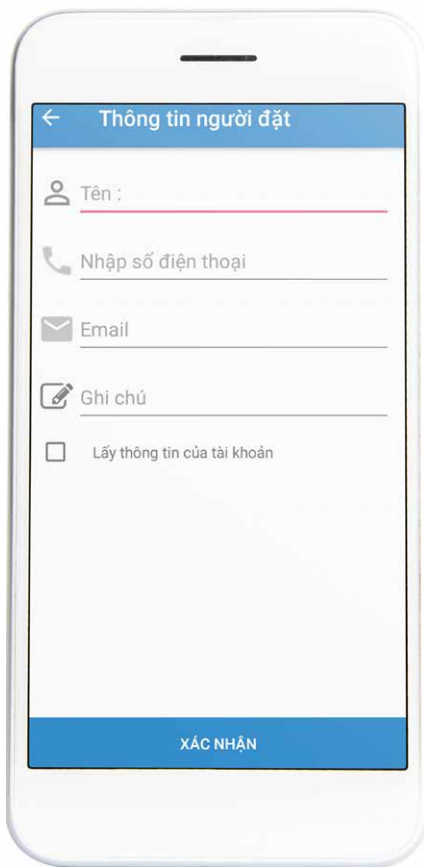 Thông tin người đặt
Tên :
Nhập số điện thoại
Email
Ghi chú
Lấy thông tin của tài khoản
XÁC NHẬN